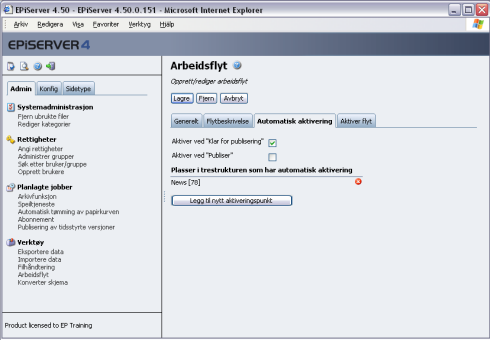 EPiServer 4.50 - EPiServer 4.50.0.151 - Microsoft Internet Explorer
Arkiv Redigera Visa Favoriter Verktyg Hjälp
EPiSERVER 4
Admin Konfig Sidetype
Systemadministrasjon
Fjern ubrukte filer
Rediger kategorier
Rettigheter
Angi rettigheter
Administrer grupper
Søk etter bruker/gruppe
Opprett brukere
Planlagte jobber
Arkivfunksjon
Speiltjeneste
Automatisk tømming av papirkurven
Abonnement
Publisering av tidsstyrte versjoner
Verktøy
Eksportere data
Importere data
Filhåndtering
Arbeidsflyt
Konverter skjema
Product licensed to EP Training
Arbeidsflyt
Opprett/rediger arbeidsflyt
Lagre Fjern Avbryt
Generelt Flytbeskrivelse Automatisk aktivering Aktiver flyt
Aktiver ved "Klar for publisering"
Aktiver ved "Publiser"
Plasser i trestrukturen som har automatisk aktivering
News [78]
Legg til nytt aktiveringspunkt